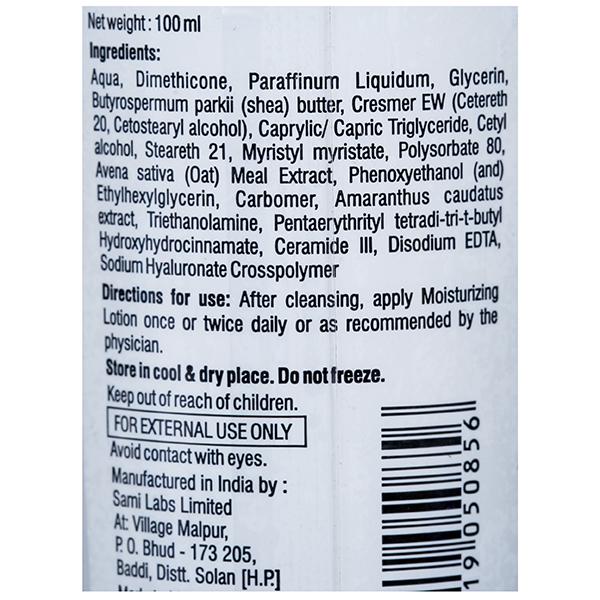 Net weight : 100 ml
Ingredients:
Aqua, Dimethicone, Paraffinum Liquidum, Glycerin,
Butyrospermum parkii (shea) butter, Cresmer EW (Cetereth
20, Cetostearyl alcohol), Caprylic/ Capric Triglyceride, Cetyl
alcohol, Steareth 21, Myristyl myristate, Polysorbate 80,
Avena sativa (Oat) Meal Extract, Phenoxyethanol (and)
Ethylhexylglycerin, Carbomer, Amaranthus caudatus
extract, Triethanolamine, Pentaerythrityl tetradi-tri-t-butyl
Hydroxyhydrocinnamate, Ceramide III, Disodium EDTA,
Sodium Hyaluronate Crosspolymer
Directions for use: After cleansing, apply Moisturizing
Lotion once or twice daily or as recommended by the
physician.
Store in cool & dry place. Do not freeze.
Keep out of reach of children.
FOR EXTERNAL USE ONLY
Avoid contact with eyes.
Manufactured in India by :
Sami Labs Limited
At: Village Malpur,
P. O. Bhud - 173 205,
Baddi, Distt. Solan [H.P.]
19050856